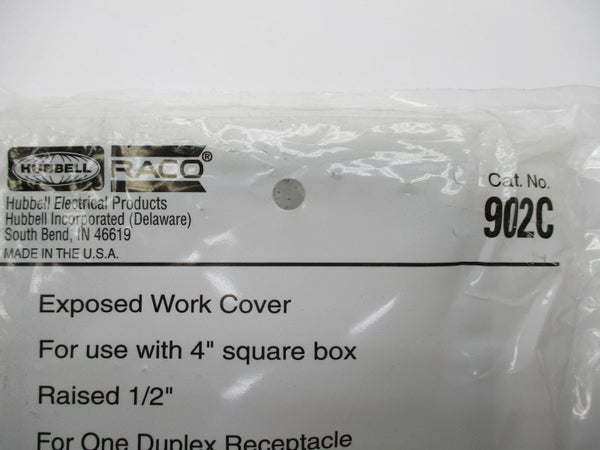 HUBBELL RACO®
Hubbell Electrical Products
Hubbell Incorporated (Delaware)
South Bend, IN 46619
MADE IN THE U.S.A.
Cat. No.
902C
Exposed Work Cover
For use with 4" square box
Raised 1/2"
For One Duplex Receptacle